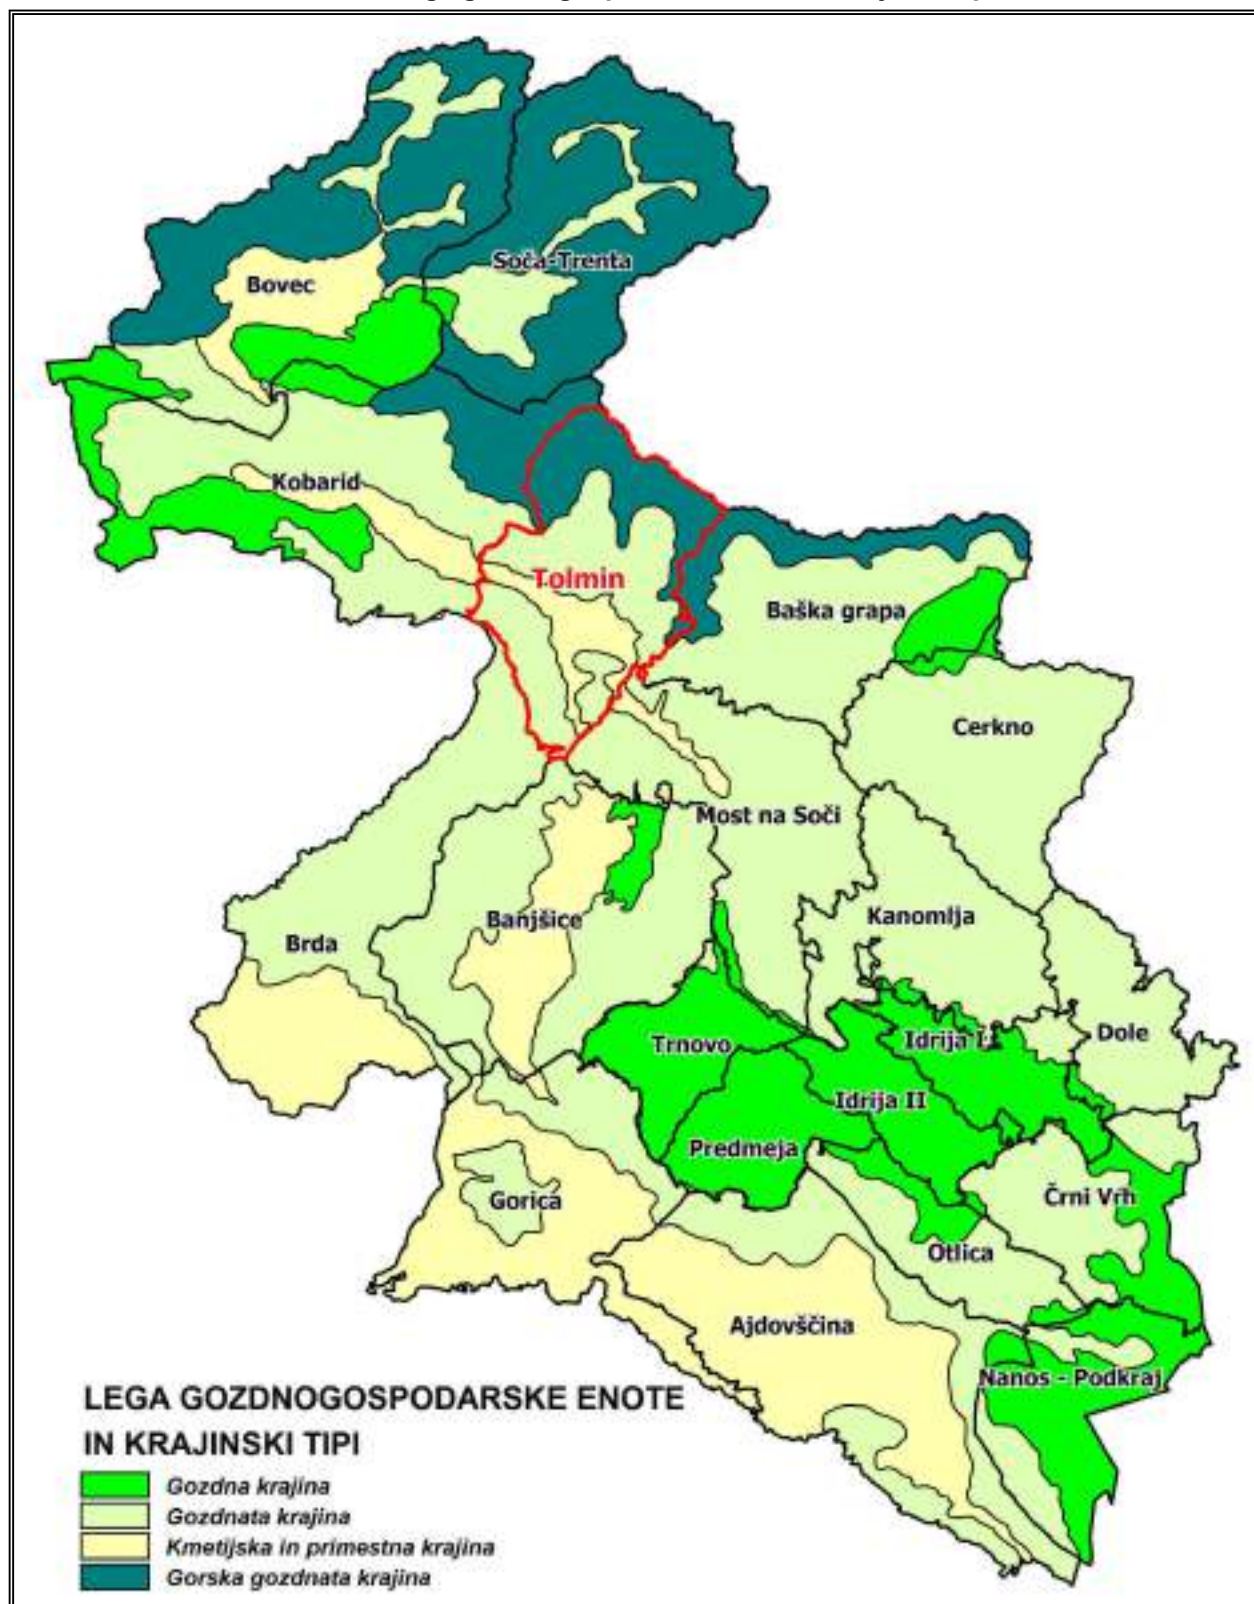 Bovec
Soča-Trenta
Kobarid
Tolmin
Baška grapa
Cerkno
Most na Soči
Banjšice
Kanomlja
Brda
Trnovo
Idrija I
Dole
Idrija II
Predmeja
Gorica
Črni Vrh
Otlica
Ajdovščina
Nanos - Podkraj
LEGA GOZDNOGOSPODARSKE ENOTE
IN KRAJINSKI TIPI
Gozdna krajina
Gozdnata krajina
Kmetijska in primestna krajina
Gorska gozdnata krajina